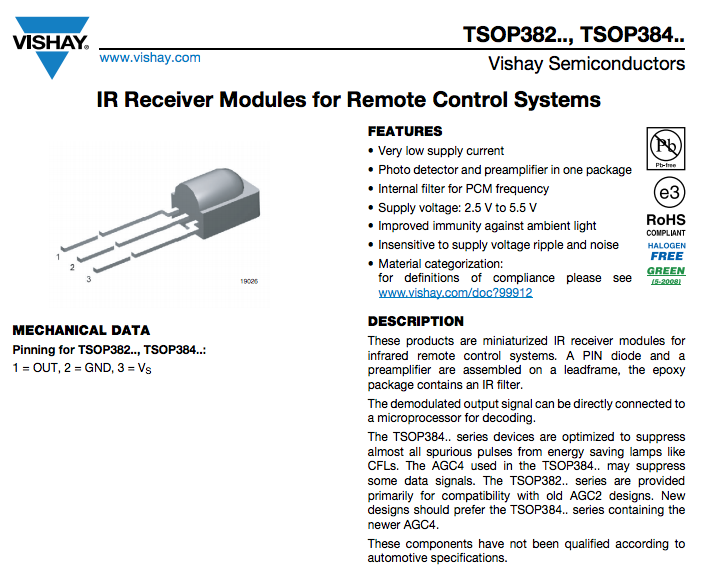 VISHAY®
www.vishay.com
TSOP382.., TSOP384..
Vishay Semiconductors
IR Receiver Modules for Remote Control Systems
1
2
3
19026
MECHANICAL DATA
Pinning for TSOP382.., TSOP384..:
1 = OUT, 2 = GND, 3 = VS
FEATURES
• Very low supply current
• Photo detector and preamplifier in one package
• Internal filter for PCM frequency
• Supply voltage: 2.5 V to 5.5 V
• Improved immunity against ambient light
• Insensitive to supply voltage ripple and noise
• Material categorization:
for definitions of compliance please see
www.vishay.com/doc?99912
Pb
Pb-free
e3
RoHS
COMPLIANT
HALOGEN
FREE
GREEN
(5-2008)
DESCRIPTION
These products are miniaturized IR receiver modules for
infrared remote control systems. A PIN diode and a
preamplifier are assembled on a leadframe, the epoxy
package contains an IR filter.
The demodulated output signal can be directly connected to
a microprocessor for decoding.
The TSOP384.. series devices are optimized to suppress
almost all spurious pulses from energy saving lamps like
CFLs. The AGC4 used in the TSOP384.. may suppress
some data signals. The TSOP382.. series are provided
primarily for compatibility with old AGC2 designs. New
designs should prefer the TSOP384.. series containing the
newer AGC4.
These components have not been qualified according to
automotive specifications.